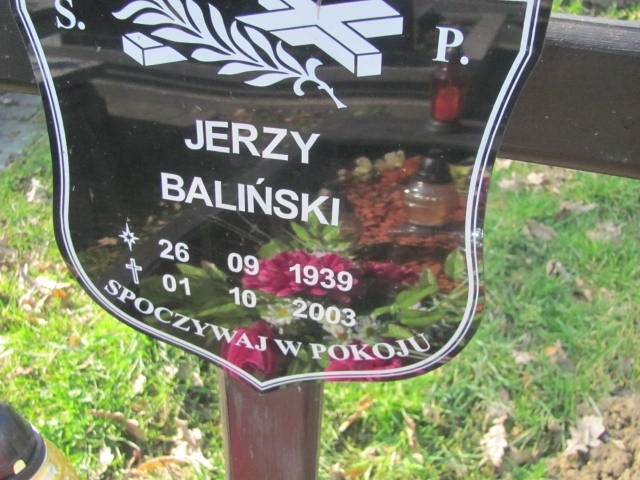 Ś. P.
JERZY
BALIŃSKI
26 09 1939
01 10 2003
SPOCZYWAJ W POKOJU